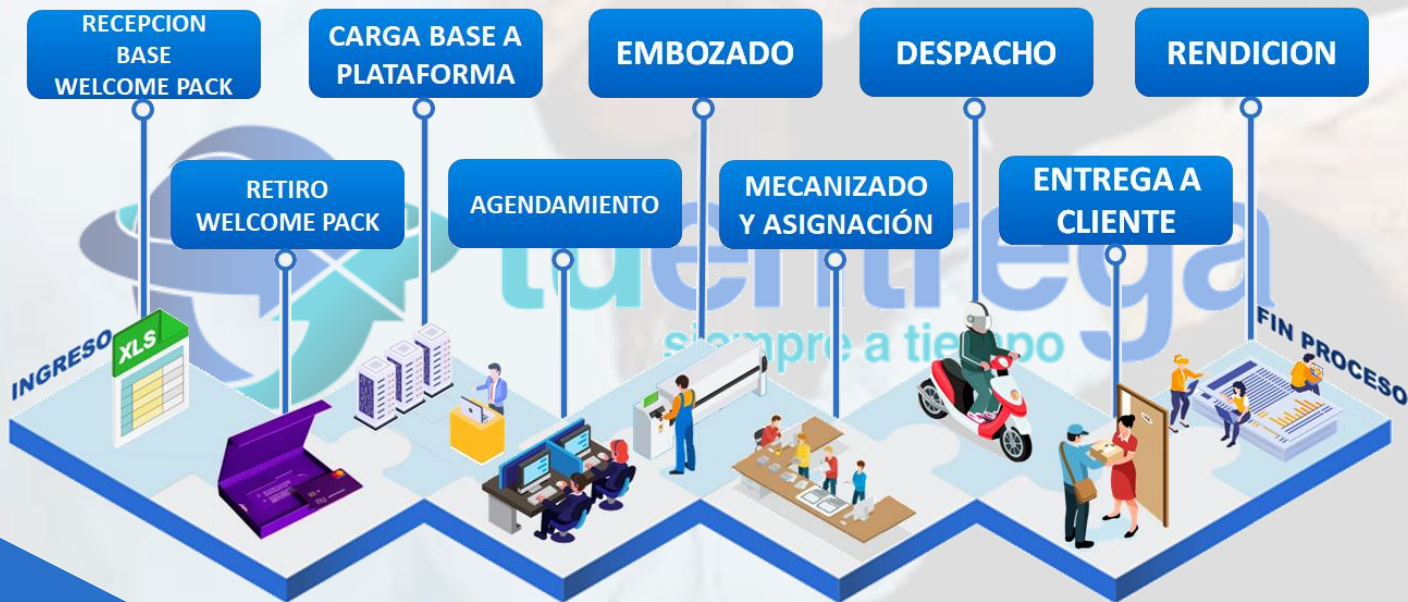 RECEPCION
BASE
WELCOME PACK
RETIRO
WELCOME PACK
CARGA BASE A
PLATAFORMA
AGENDAMIENTO
EMBOZADO
MECANIZADO
Y ASIGNACIÓN
DESPACHO
ENTREGA A
CLIENTE
RENDICION
tuentrega
siempre a tiempo
INGRESO
XLS
FIN PROCESO